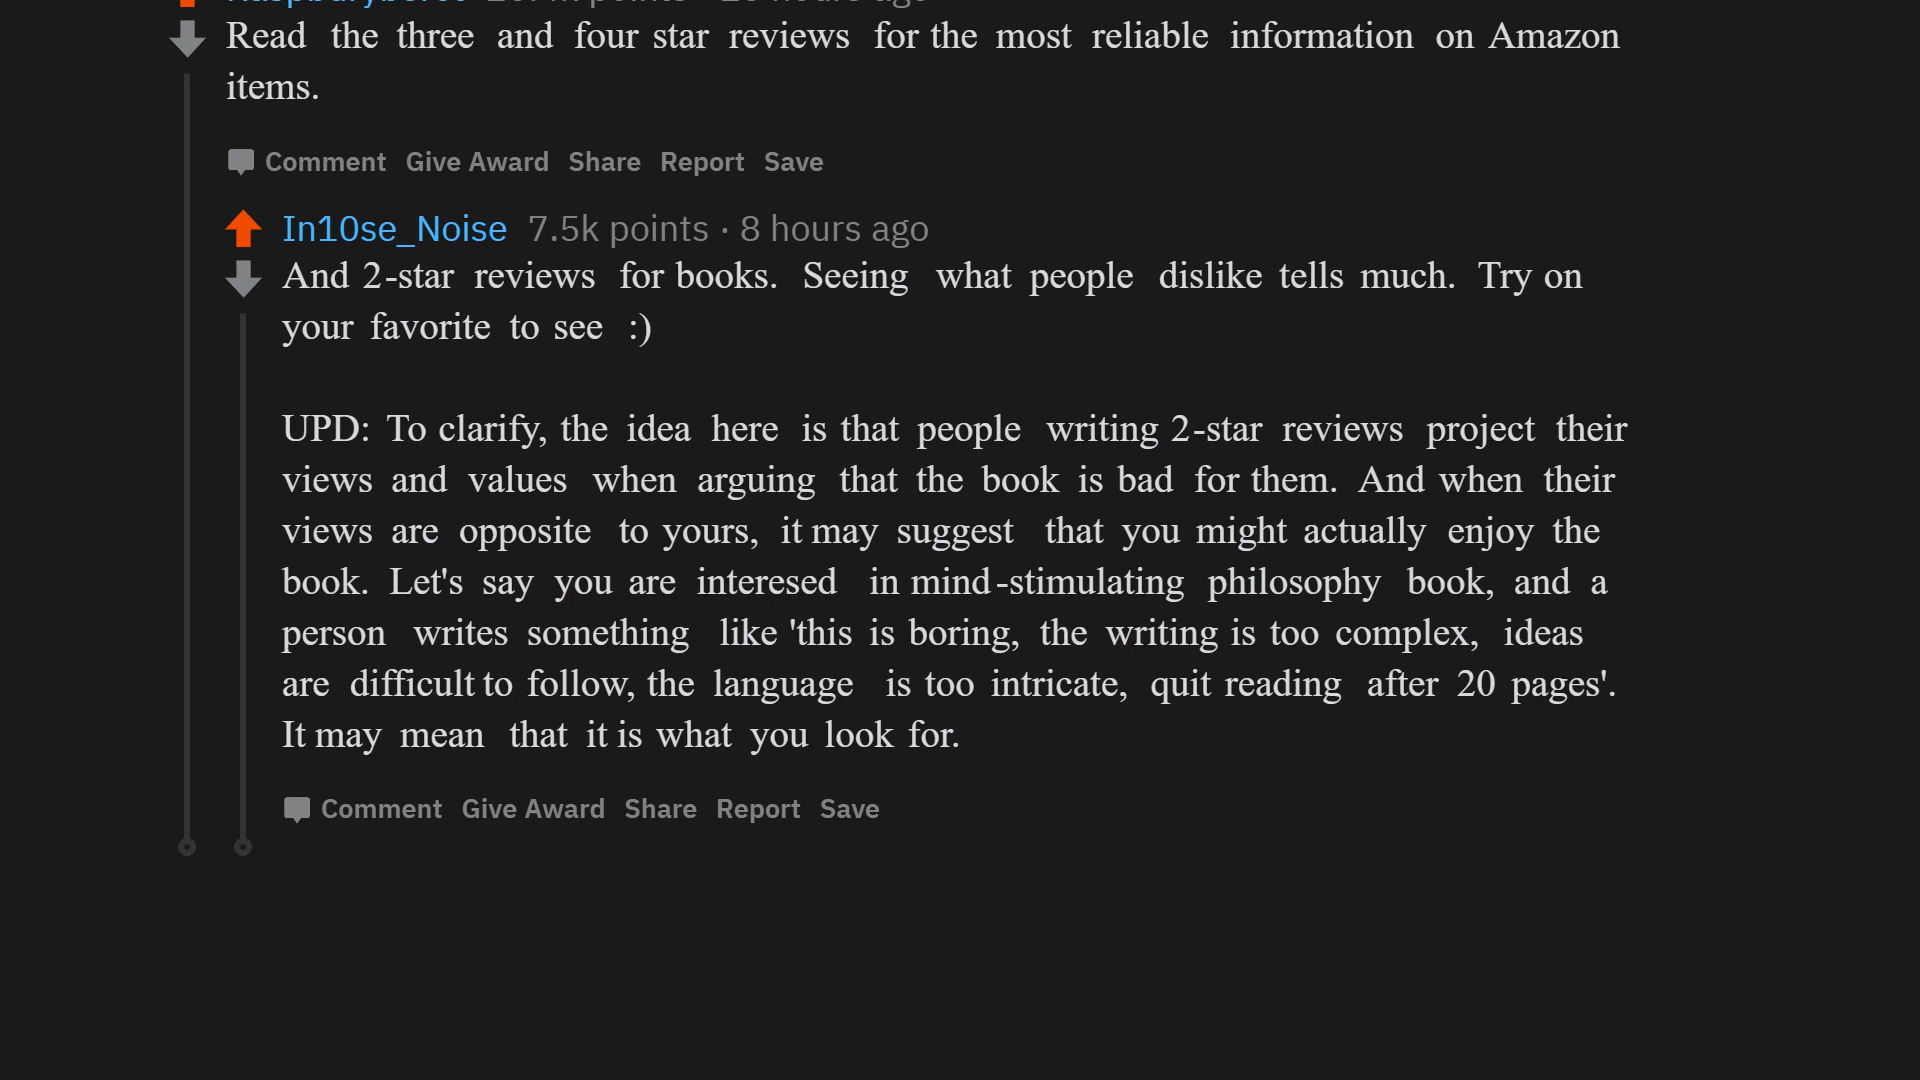 Read the three and four star reviews for the most reliable information on Amazon
items.
Comment Give Award Share Report Save
In10se_Noise 7.5k points · 8 hours ago
And 2-star reviews for books. Seeing what people dislike tells much. Try on
your favorite to see :)
UPD: To clarify, the idea here is that people writing 2-star reviews project their
views and values when arguing that the book is bad for them. And when their
views are opposite to yours, it may suggest that you might actually enjoy the
book. Let's say you are interesed in mind-stimulating philosophy book, and a
person writes something like 'this is boring, the writing is too complex, ideas
are difficult to follow, the language is too intricate, quit reading after 20 pages'.
It may mean that it is what you look for.
Comment Give Award Share Report Save